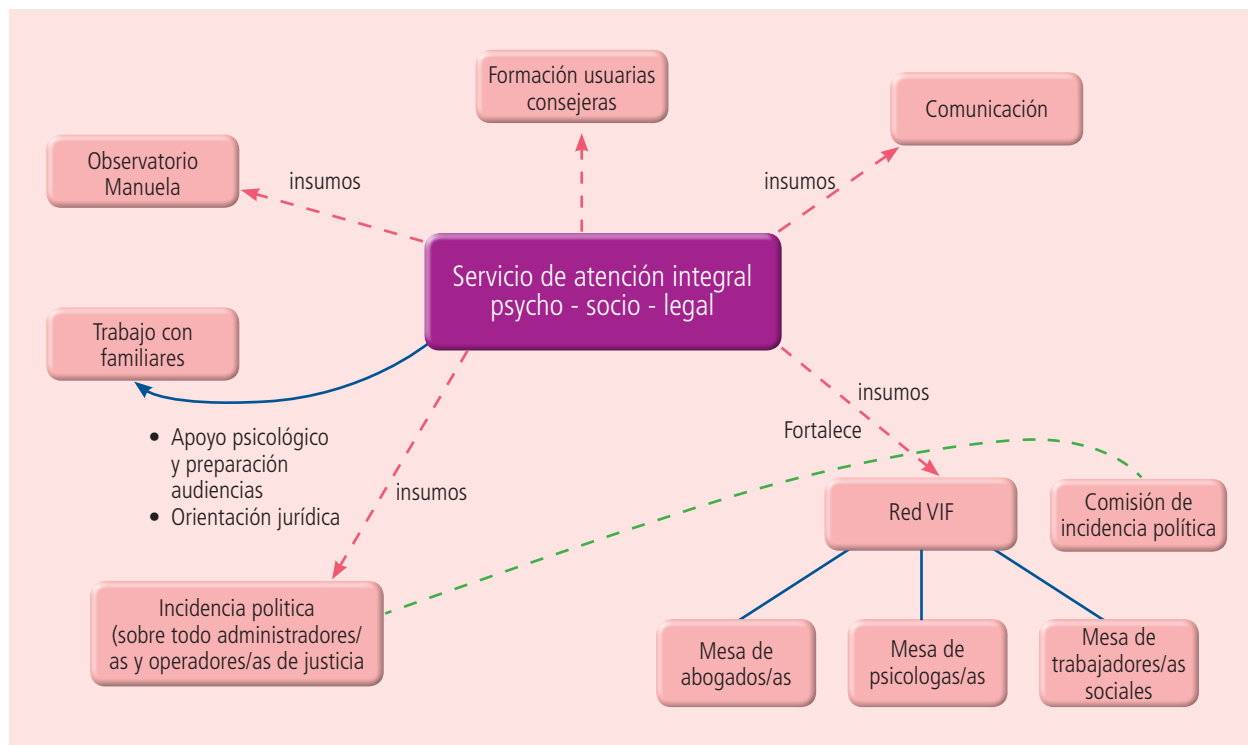 Formación usuarias
consejeras
Comunicación
Observatorio
Manuela
insumos
insumos
Servicio de atención integral
psycho - socio - legal
Trabajo con
familiares
insumos
Fortalece
• Apoyo psicológico
y preparación
audiencias
• Orientación jurídica
insumos
Red VIF
Comisión de
incidencia política
Incidencia politica
(sobre todo administradores/
as y operadores/as de justicia
Mesa de
abogados/as
Mesa de
psicologas/as
Mesa de
trabajadores/as
sociales